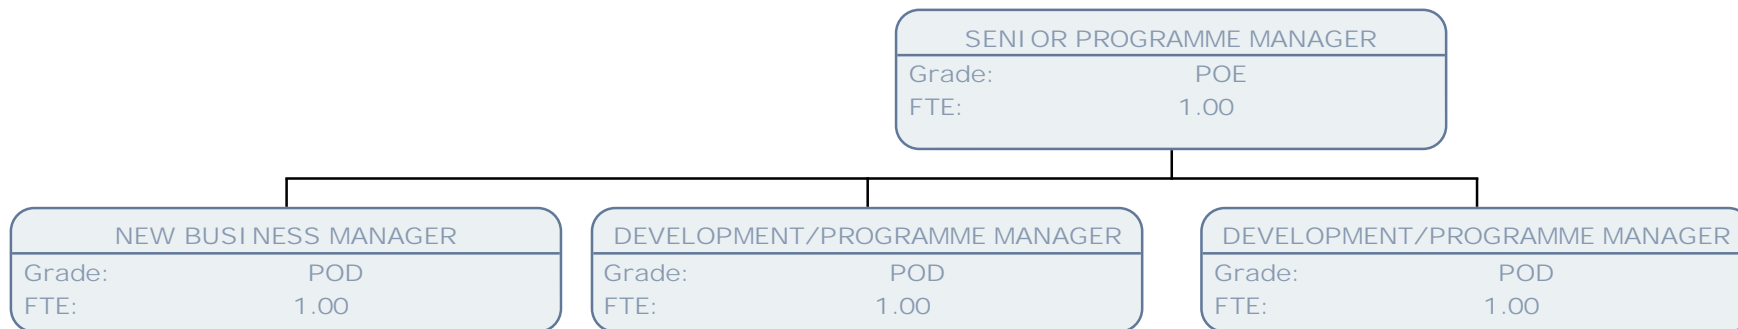 SENIOR PROGRAMME MANAGER
Grade: POE
FTE: 1.00
NEW BUSINESS MANAGER
Grade: POD
FTE: 1.00
DEVELOPMENT/PROGRAMME MANAGER
Grade: POD
FTE: 1.00
DEVELOPMENT/PROGRAMME MANAGER
Grade: POD
FTE: 1.00